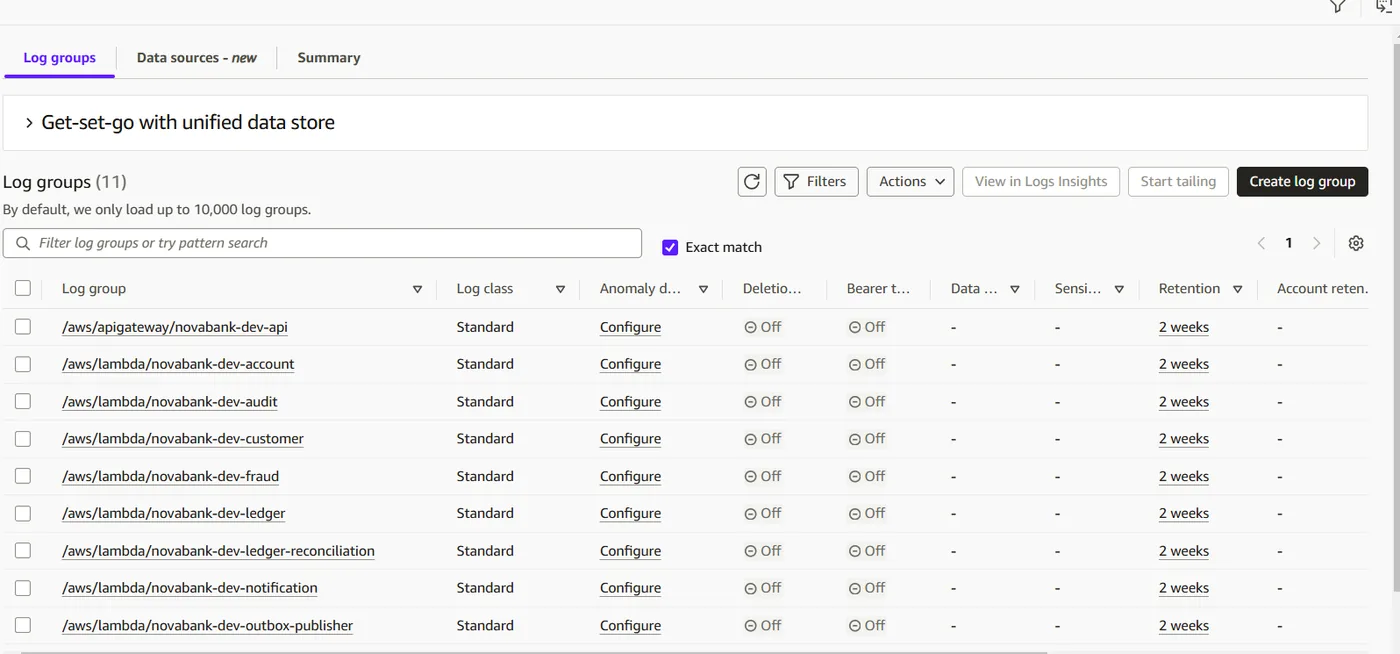 Log groups Data sources - new Summary
Get-set-go with unified data store
Log groups (11) Filters Actions View in Logs Insights Start tailing Create log group
By default, we only load up to 10,000 log groups.
Filter log groups or try pattern search Exact match 1
Log group Log class Anomaly d... Deletio... Bearer t... Data ... Sensi... Retention Account reten.
/aws/apigateway/novabank-dev-api Standard Configure Off Off - - 2 weeks -
/aws/lambda/novabank-dev-account Standard Configure Off Off - - 2 weeks -
/aws/lambda/novabank-dev-audit Standard Configure Off Off - - 2 weeks -
/aws/lambda/novabank-dev-customer Standard Configure Off Off - - 2 weeks -
/aws/lambda/novabank-dev-fraud Standard Configure Off Off - - 2 weeks -
/aws/lambda/novabank-dev-ledger Standard Configure Off Off - - 2 weeks -
/aws/lambda/novabank-dev-ledger-reconciliation Standard Configure Off Off - - 2 weeks -
/aws/lambda/novabank-dev-notification Standard Configure Off Off - - 2 weeks -
/aws/lambda/novabank-dev-outbox-publisher Standard Configure Off Off - - 2 weeks -